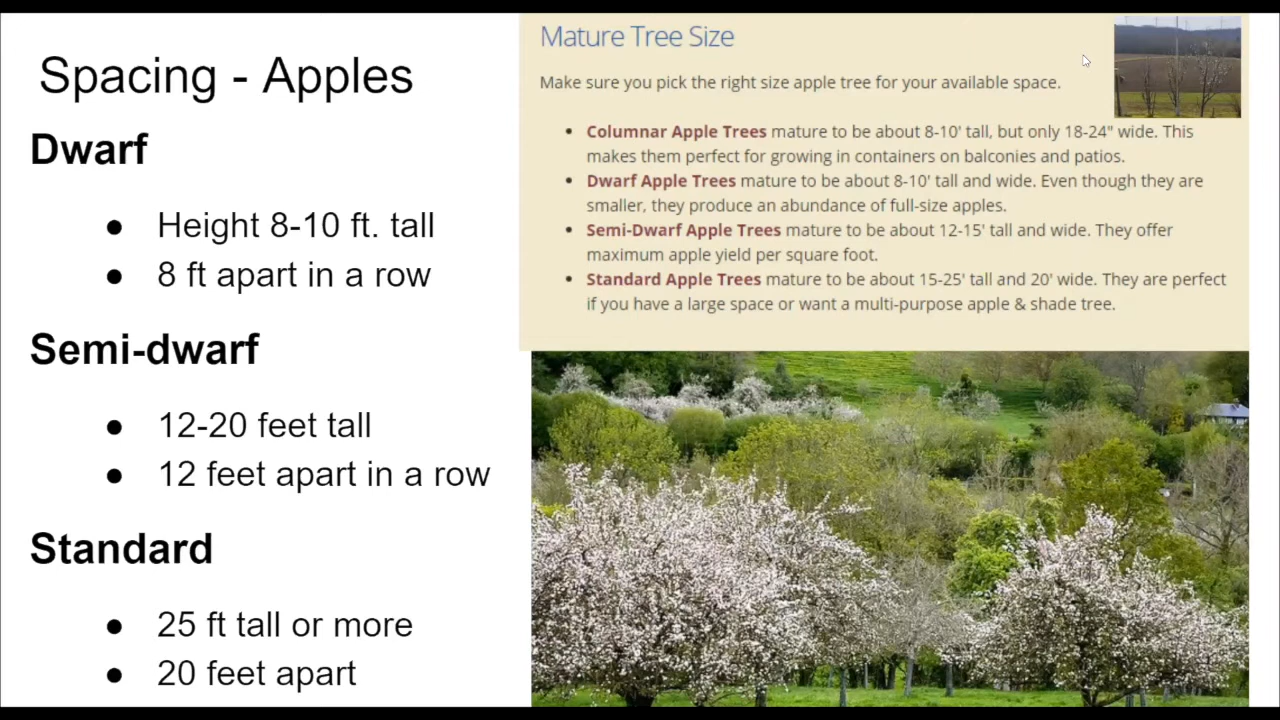 Spacing - Apples
Dwarf
● Height 8-10 ft. tall
● 8 ft apart in a row
Semi-dwarf
● 12-20 feet tall
● 12 feet apart in a row
Standard
● 25 ft tall or more
● 20 feet apart
Mature Tree Size
Make sure you pick the right size apple tree for your available space.
• Columnar Apple Trees mature to be about 8-10' tall, but only 18-24" wide. This
makes them perfect for growing in containers on balconies and patios.
• Dwarf Apple Trees mature to be about 8-10' tall and wide. Even though they are
smaller, they produce an abundance of full-size apples.
• Semi-Dwarf Apple Trees mature to be about 12-15' tall and wide. They offer
maximum apple yield per square foot.
• Standard Apple Trees mature to be about 15-25' tall and 20' wide. They are perfect
if you have a large space or want a multi-purpose apple & shade tree.